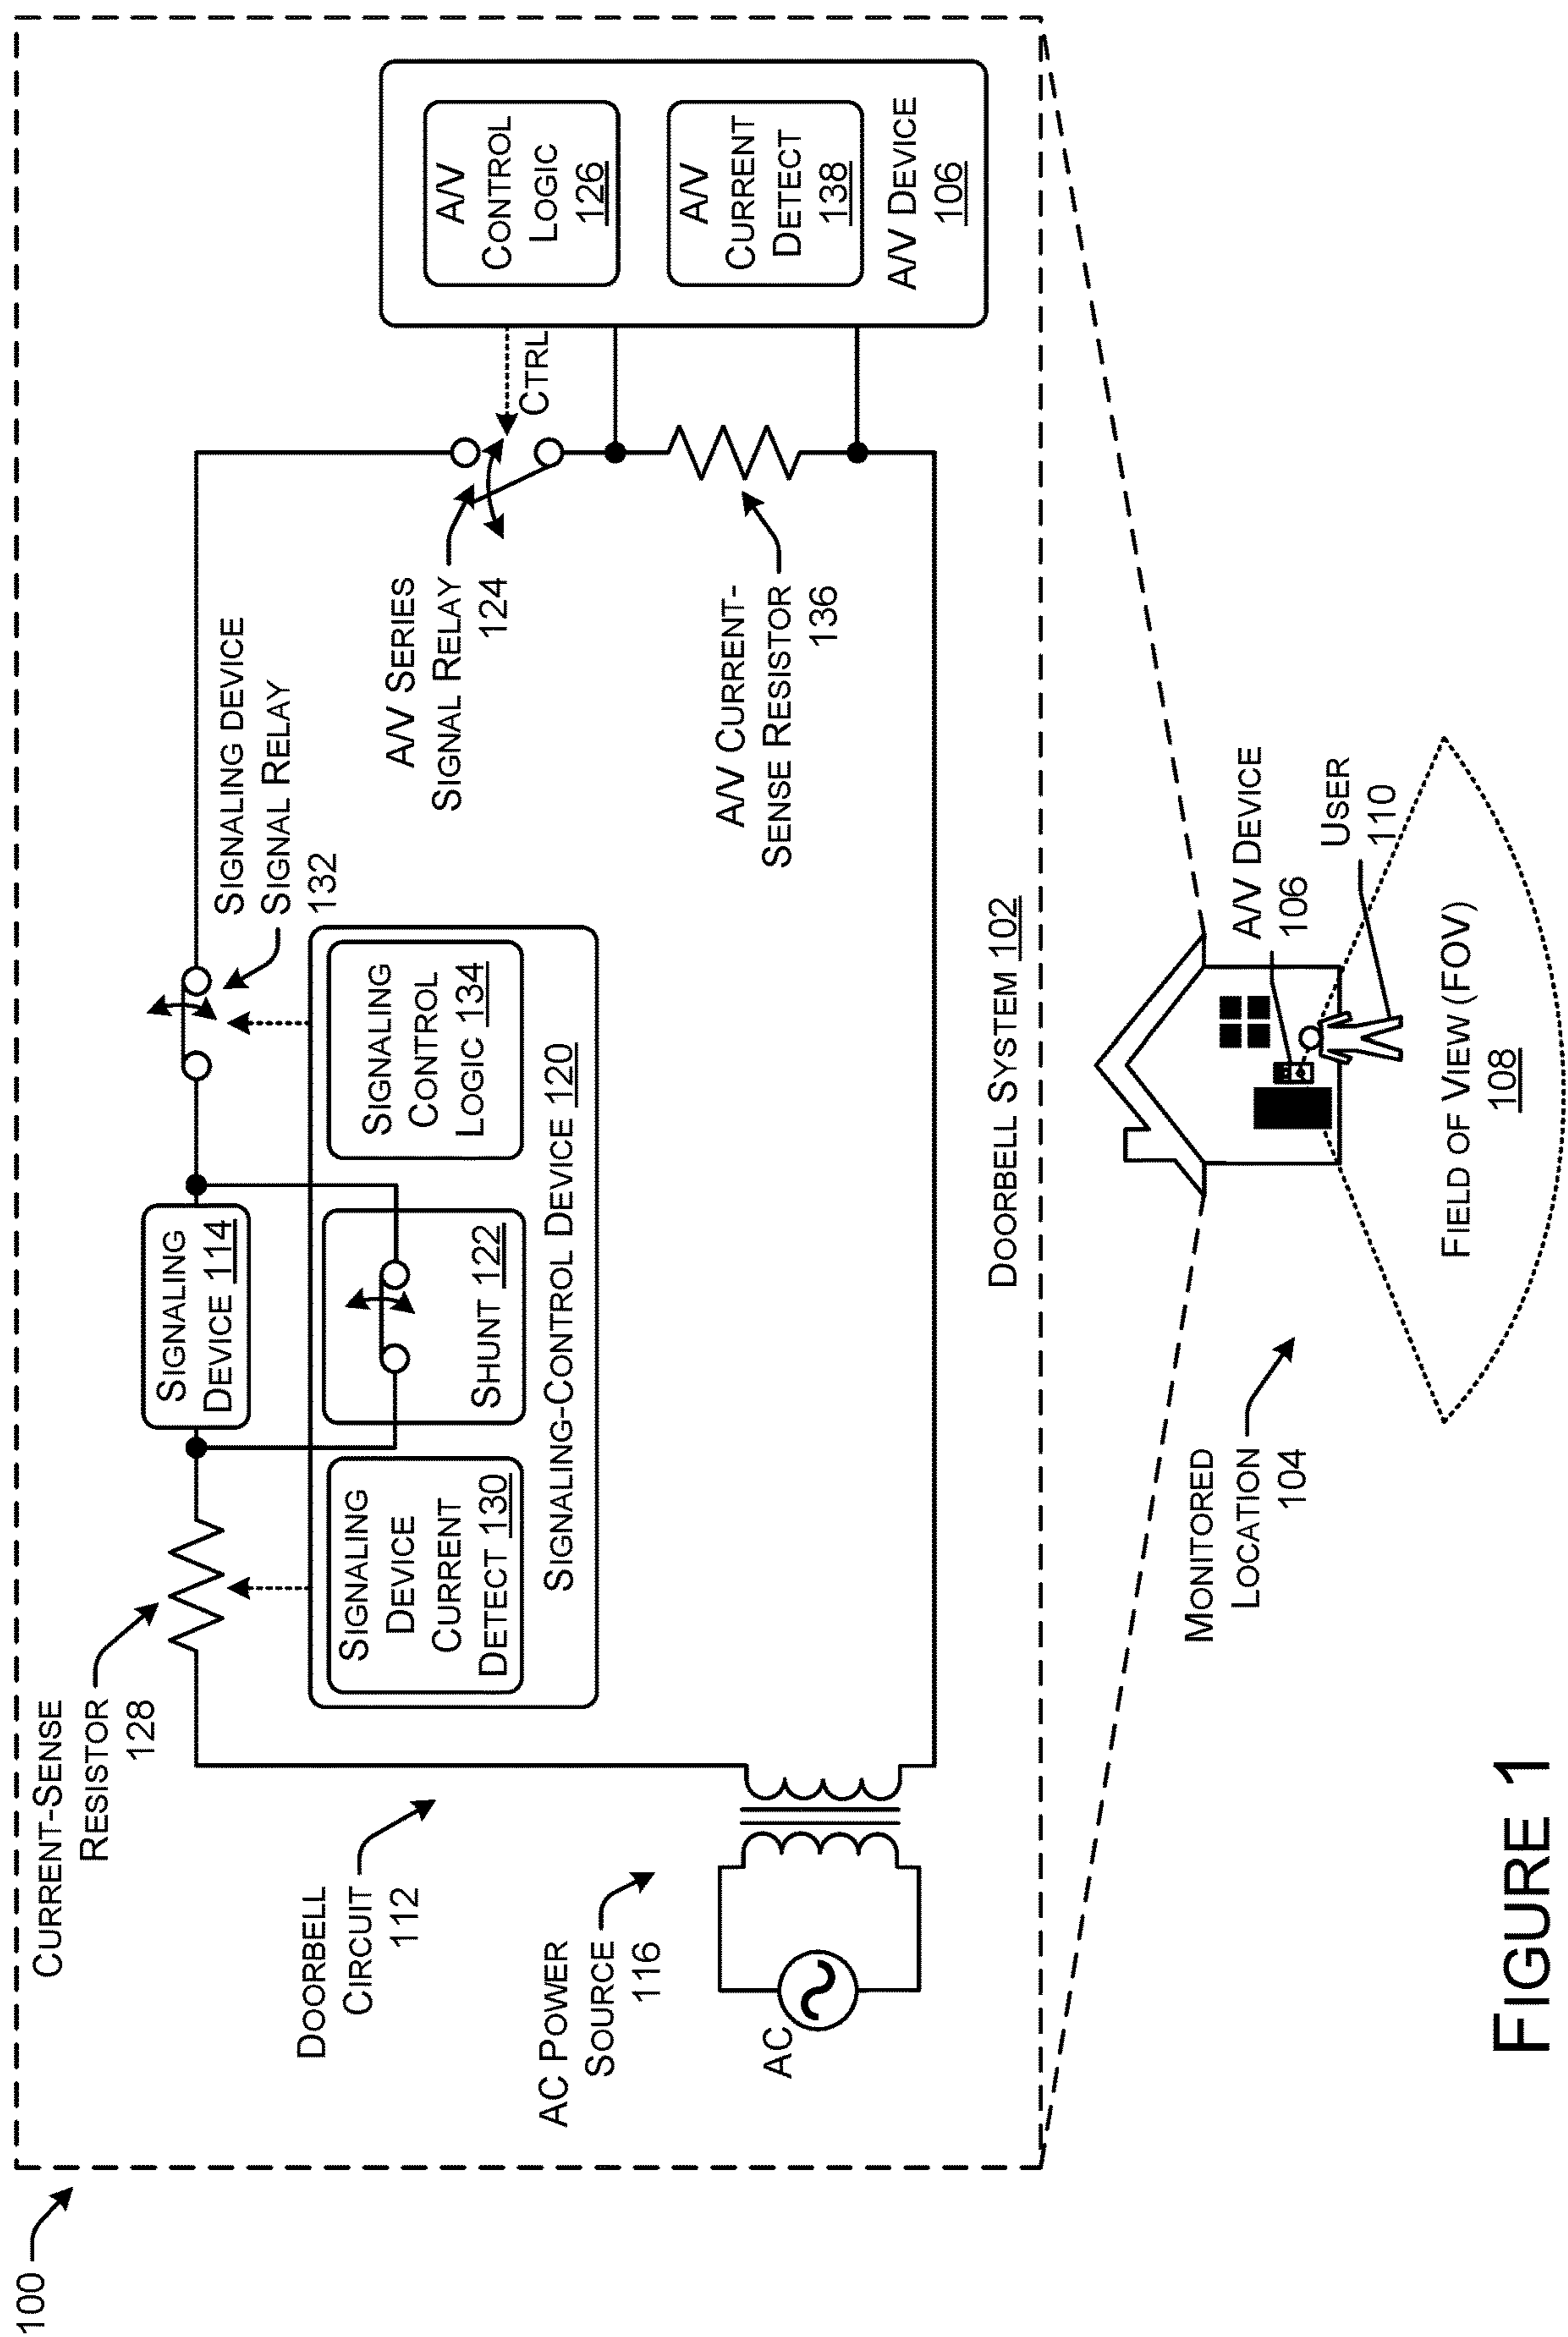 100
CURRENT-SENSE
RESISTOR
128
DOORBELL
CIRCUIT
112
AC POWER
SOURCE
116
AC
SIGNALING
DEVICE 114
SIGNALING DEVICE
SIGNAL RELAY
132
SIGNALING
DEVICE
CURRENT
DETECT 130
SHUNT 122
SIGNALING
CONTROL
LOGIC 134
SIGNALING-CONTROL DEVICE 120
A/V SERIES
SIGNAL RELAY
124
CTRL
A/V CURRENT-
SENSE RESISTOR
136
A/V
CONTROL
LOGIC
126
A/V
CURRENT
DETECT
138
A/V DEVICE
106
DOORBELL SYSTEM 102
MONITORED
LOCATION
104
A/V DEVICE
106
USER
110
FIELD OF VIEW (FOV)
108
FIGURE 1